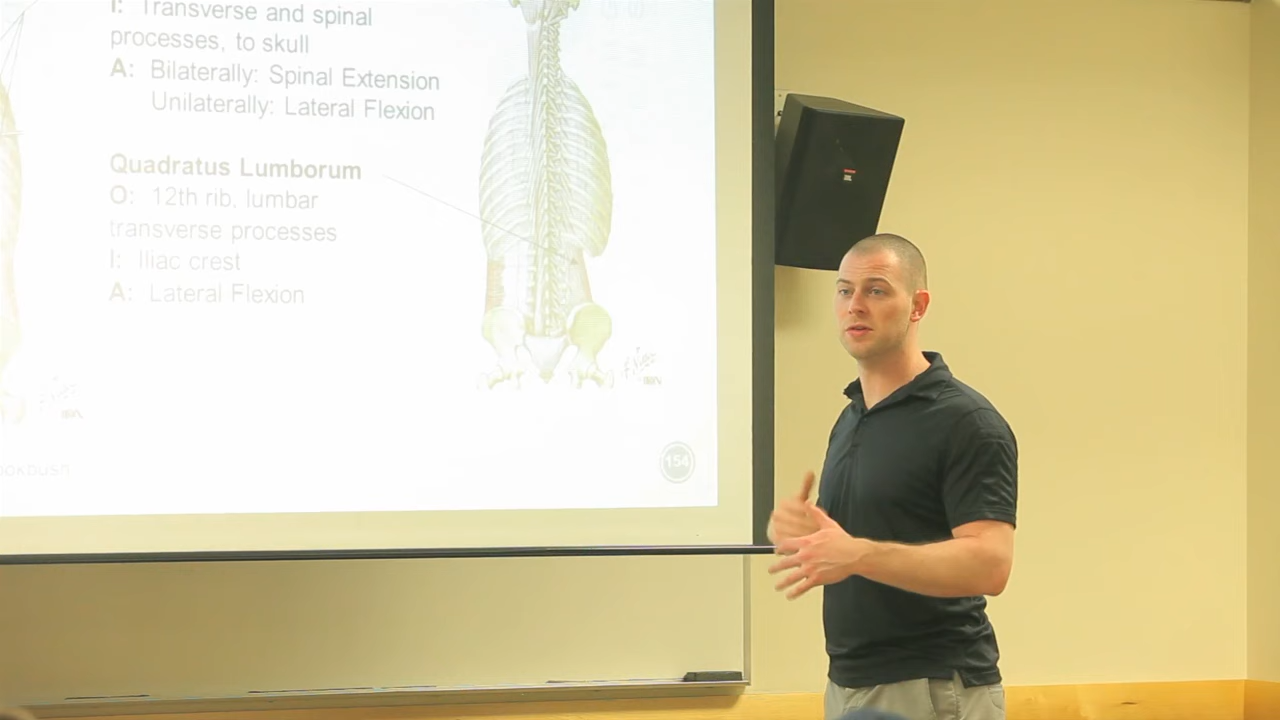 I: Transverse and spinal
processes, to skull
A: Bilaterally: Spinal Extension
Unilaterally: Lateral Flexion
Quadratus Lumborum
O: 12th rib, lumbar
transverse processes
I: Iliac crest
A: Lateral Flexion
154